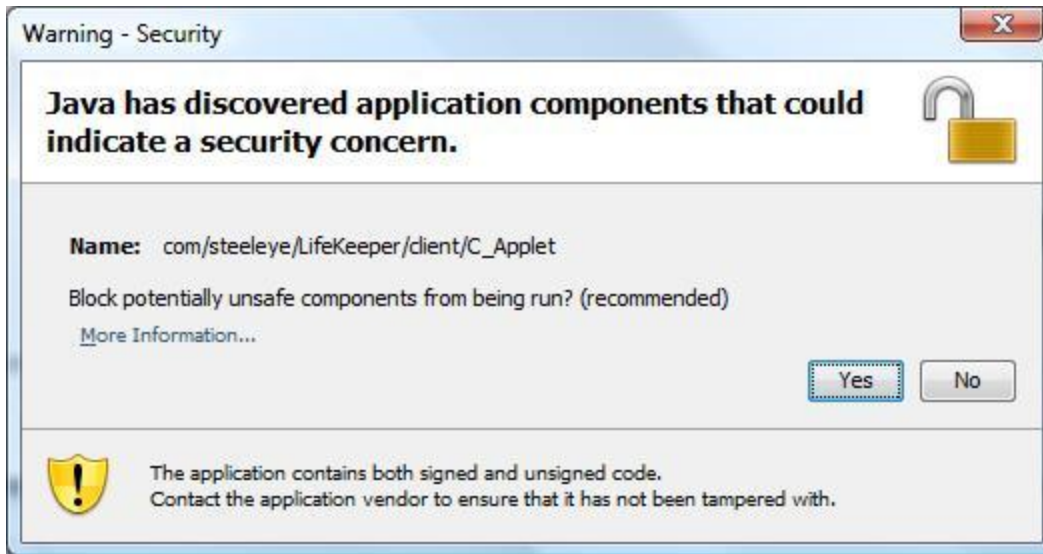 Warning - Security
Java has discovered application components that could
indicate a security concern.
Name: com/steeleye/LifeKeeper/client/C_Applet
Block potentially unsafe components from being run? (recommended)
More Information...
Yes No
The application contains both signed and unsigned code.
Contact the application vendor to ensure that it has not been tampered with.